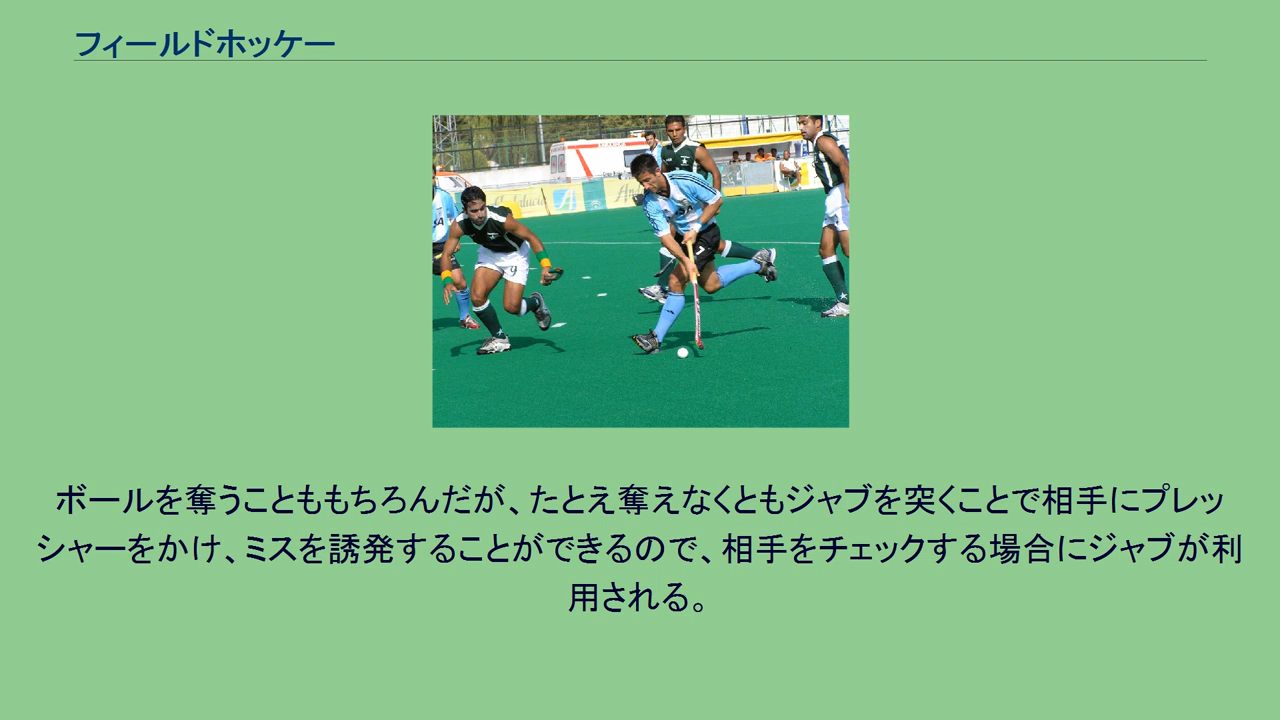 フィールドホッケー
ボールを奪うことももちろんだが、たとえ奪えなくともジャブを突くことで相手にプレッ
シャーをかけ、ミスを誘発することができるので、相手をチェックする場合にジャブが利
用される。